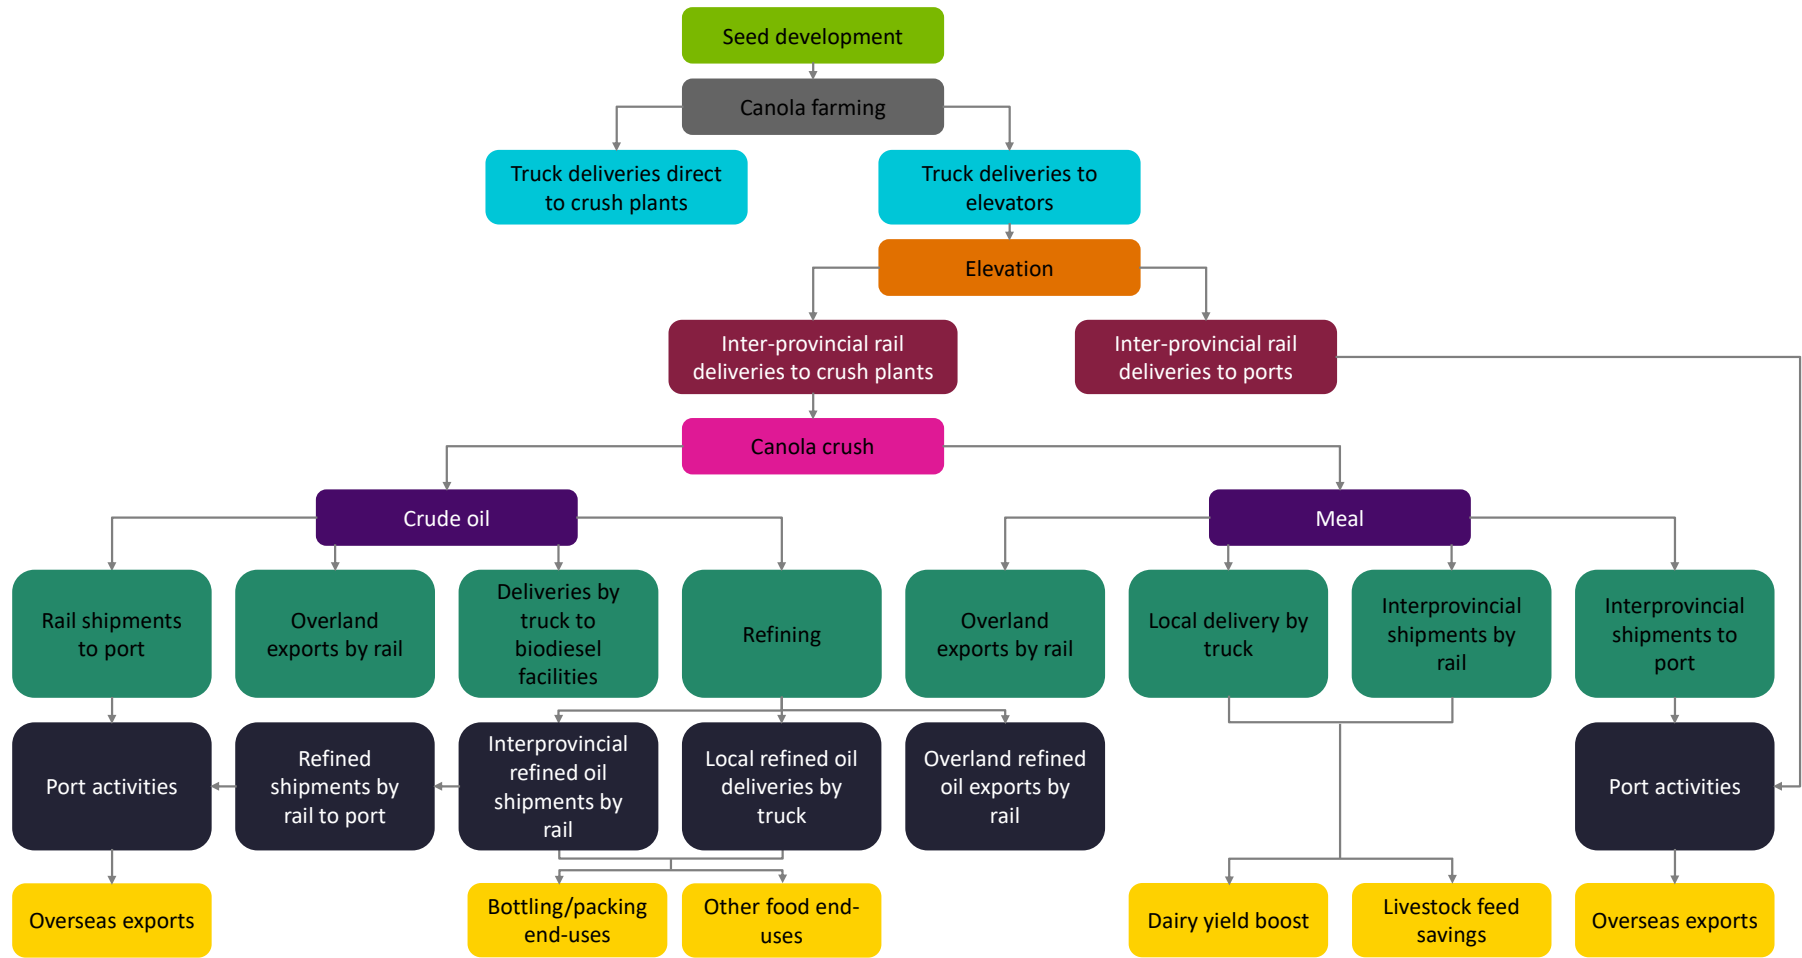 Seed development
Canola farming
Truck deliveries direct
to crush plants
Truck deliveries to
elevators
Elevation
Inter-provincial rail
deliveries to crush plants
Inter-provincial rail
deliveries to ports
Canola crush
Crude oil
Meal
Rail shipments
to port
Overland
exports by rail
Deliveries by
truck to
biodiesel
facilities
Refining
Overland
exports by rail
Local delivery by
truck
Interprovincial
shipments by
rail
Interprovincial
shipments to
port
Port activities
Refined
shipments by
rail to port
Interprovincial
refined oil
shipments by
rail
Local refined oil
deliveries by
truck
Overland refined
oil exports by
rail
Port activities
Overseas exports
Bottling/packing
end-uses
Other food end-
uses
Dairy yield boost
Livestock feed
savings
Overseas exports